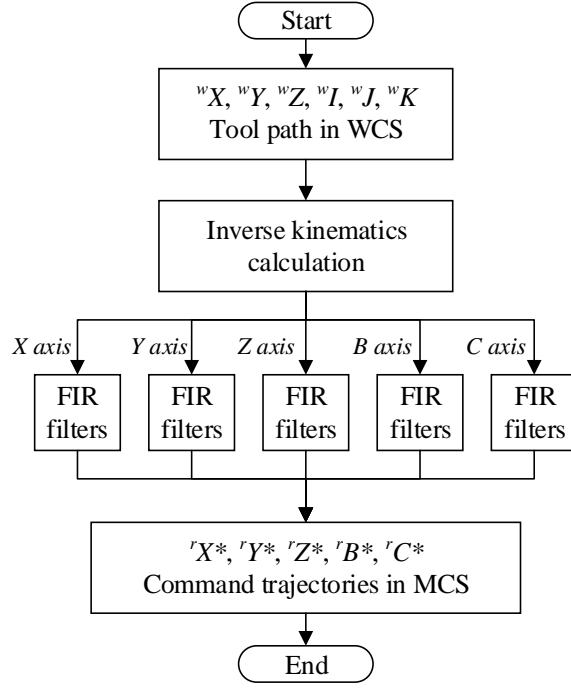 Start
ʷX, ʷY, ʷZ, ʷI, ʷJ, ʷK
Tool path in WCS
Inverse kinematics
calculation
X axis Y axis Z axis B axis C axis
FIR FIR FIR FIR FIR
filters filters filters filters filters
ʳX*, ʳY*, ʳZ*, ʳB*, ʳC*
Command trajectories in MCS
End